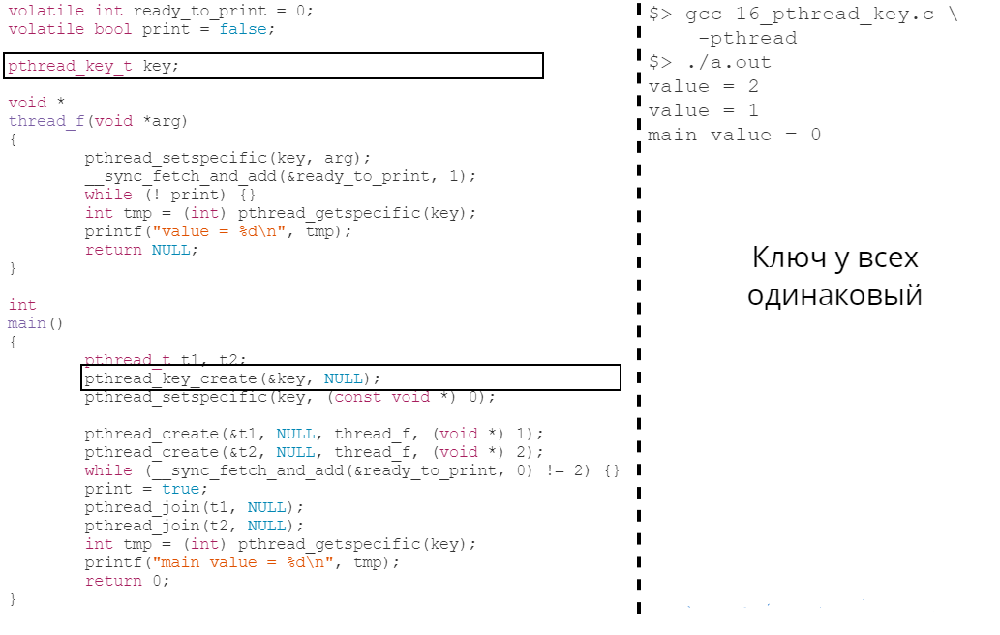 volatile int ready_to_print = 0;
volatile bool print = false;
pthread_key_t key;
void *
thread_f(void *arg)
{
        pthread_setspecific(key, arg);
        __sync_fetch_and_add(&ready_to_print, 1);
        while (! print) {}
        int tmp = (int) pthread_getspecific(key);
        printf("value = %d\n", tmp);
        return NULL;
}
int
main()
{
        pthread_t t1, t2;
        pthread_key_create(&key, NULL);
        pthread_setspecific(key, (const void *) 0);
        pthread_create(&t1, NULL, thread_f, (void *) 1);
        pthread_create(&t2, NULL, thread_f, (void *) 2);
        while (__sync_fetch_and_add(&ready_to_print, 0) != 2) {}
        print = true;
        pthread_join(t1, NULL);
        pthread_join(t2, NULL);
        int tmp = (int) pthread_getspecific(key);
        printf("main value = %d\n", tmp);
        return 0;
}
$> gcc 16_pthread_key.c \
    -pthread
$> ./a.out
value = 2
value = 1
main value = 0
Ключ у всех
одинаковый